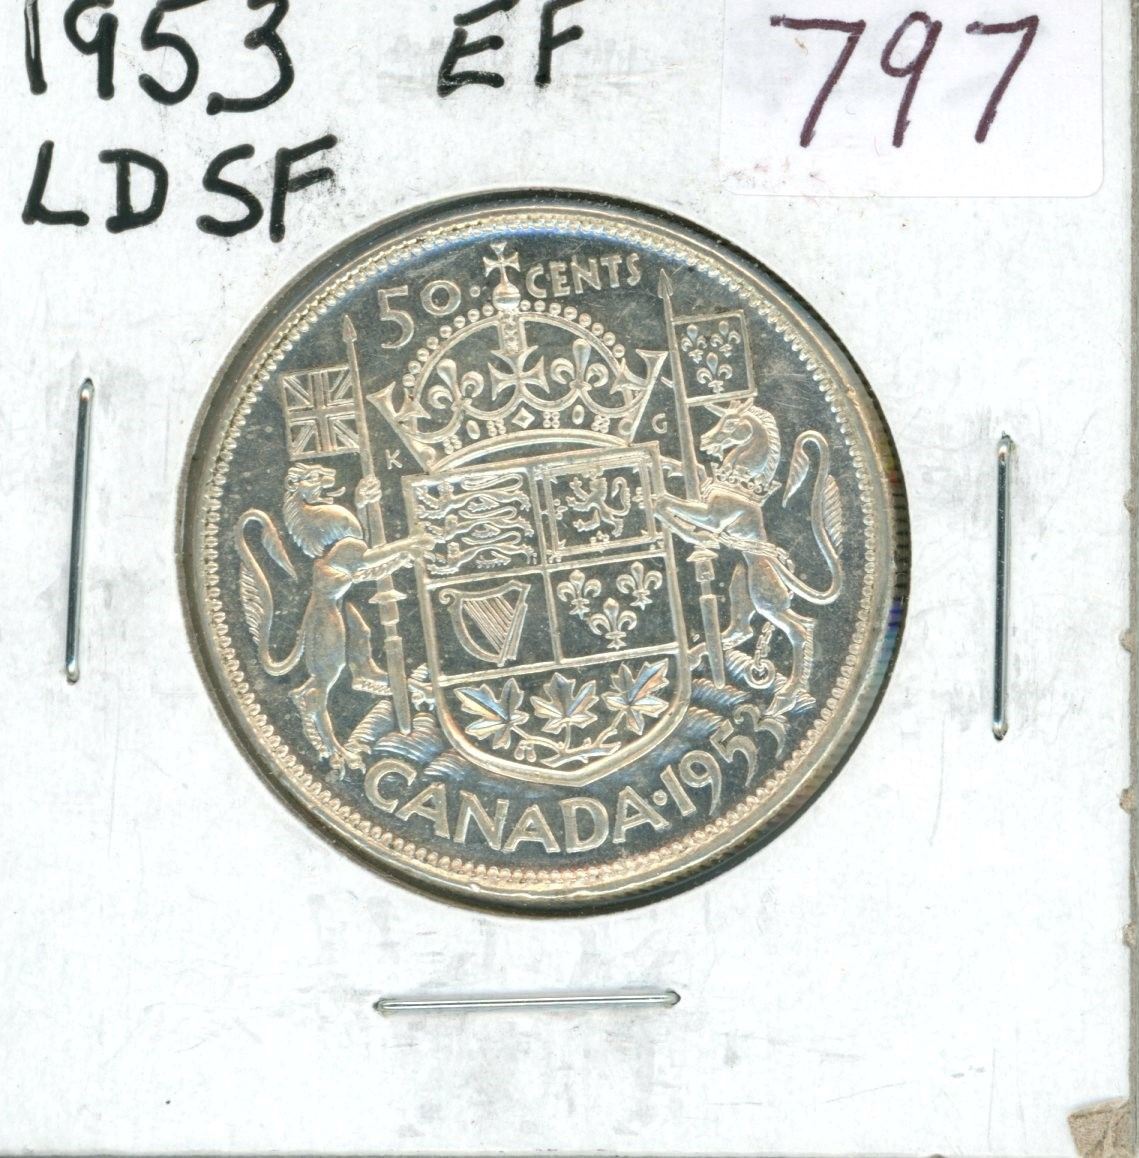 1953 EF
797
LDSF
50 · CENTS
K G
CANADA · 1953